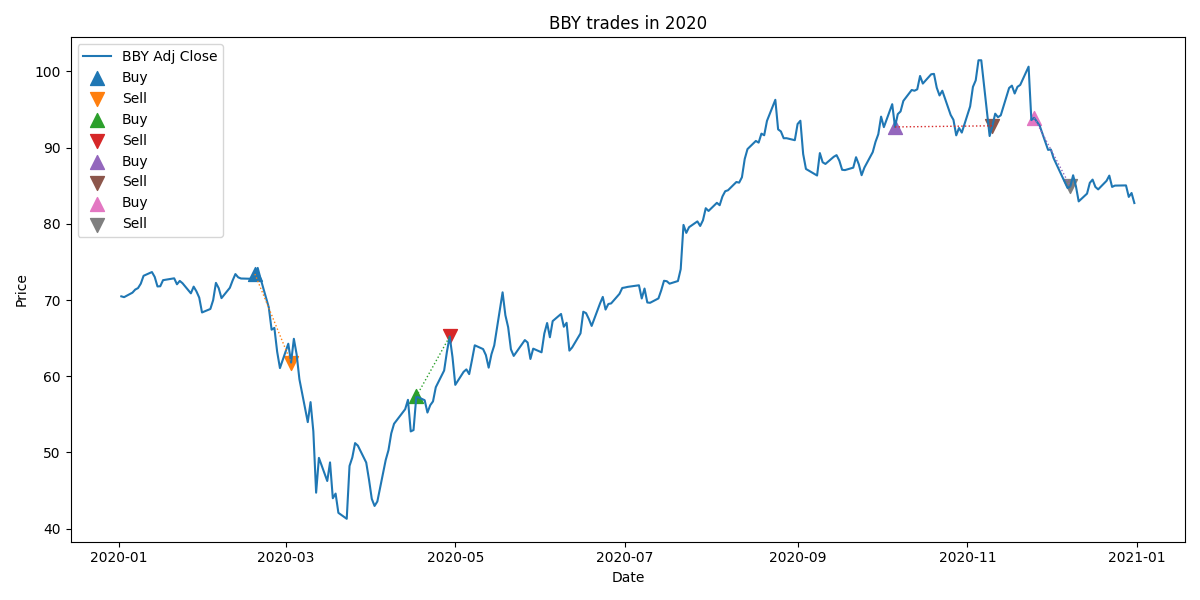 BBY trades in 2020
BBY Adj Close
Buy
Sell
Buy
Sell
Buy
Sell
Buy
Sell
100
90
80
70
60
50
40
Price
2020-01
2020-03
2020-05
2020-07
2020-09
2020-11
2021-01
Date